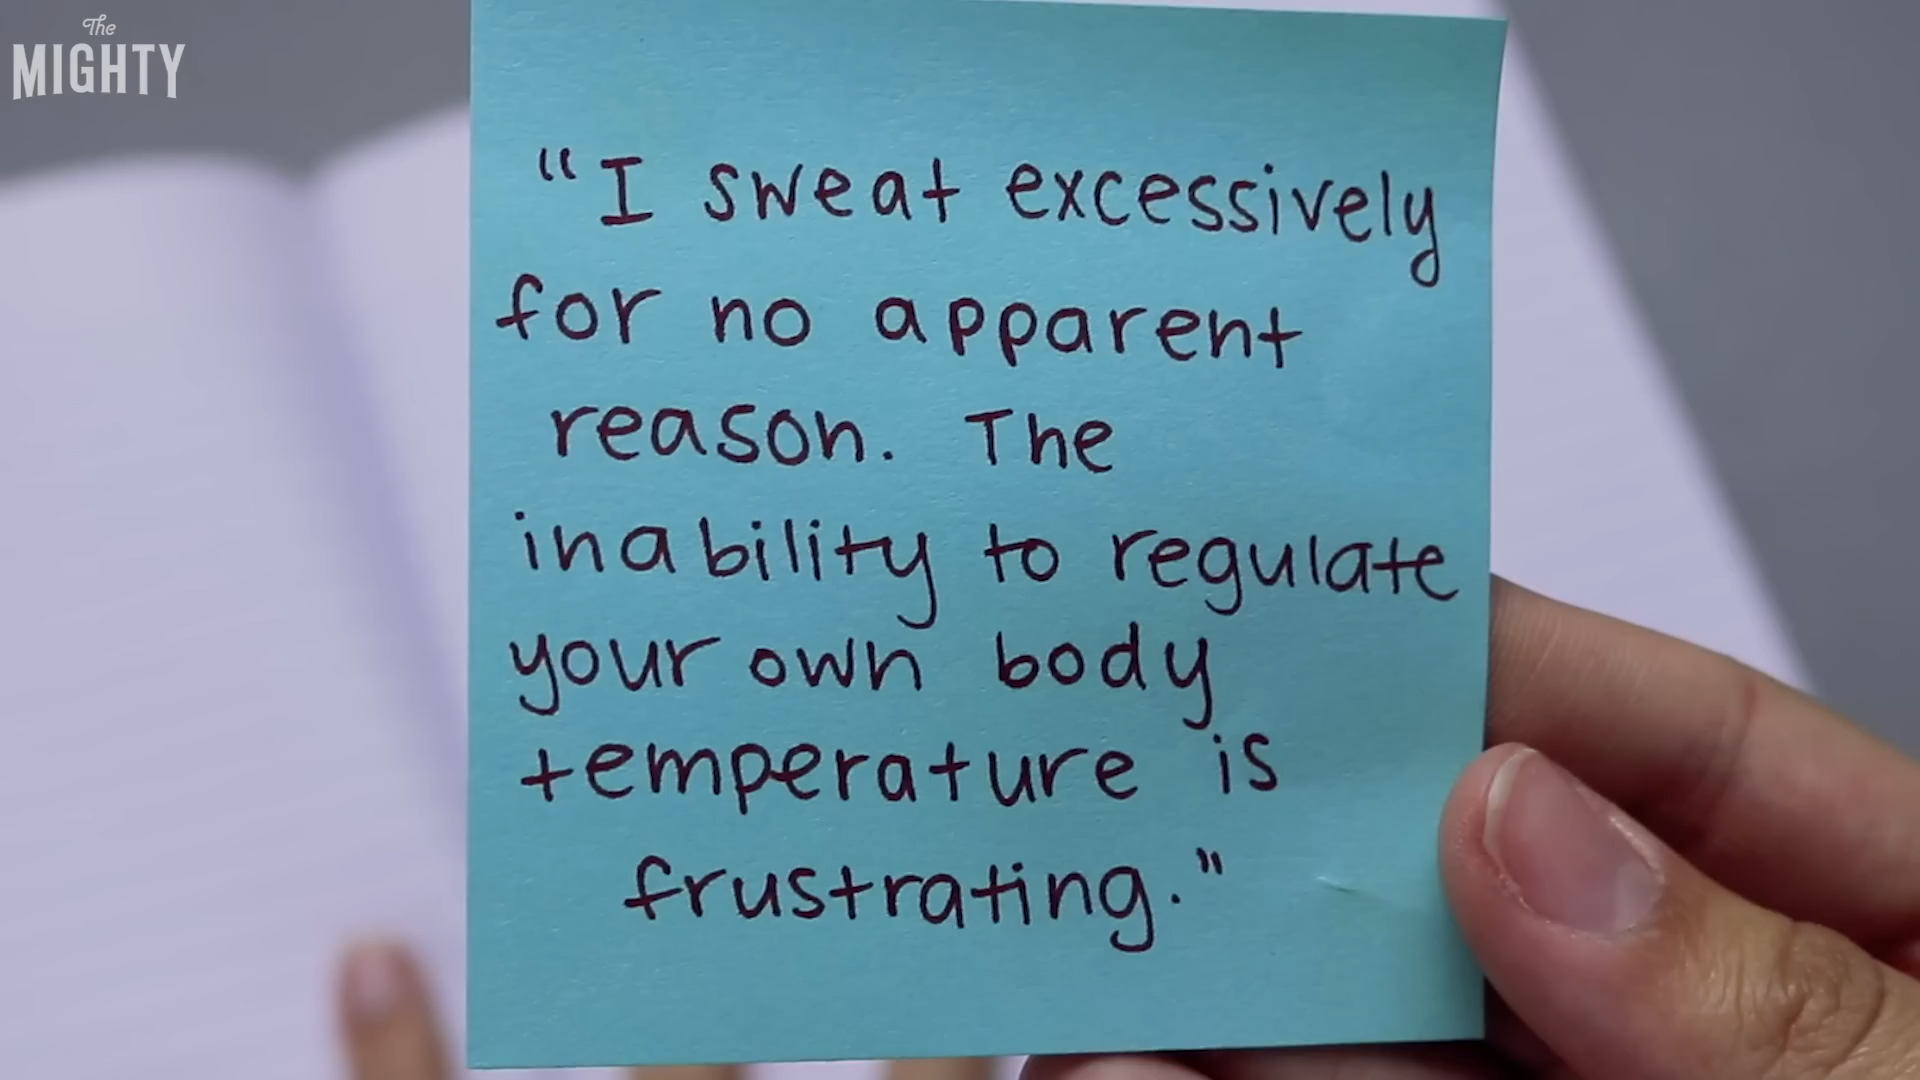 The
MIGHTY
"I sweat excessively
for no apparent
reason. The
inability to regulate
your own body
temperature is
frustrating."